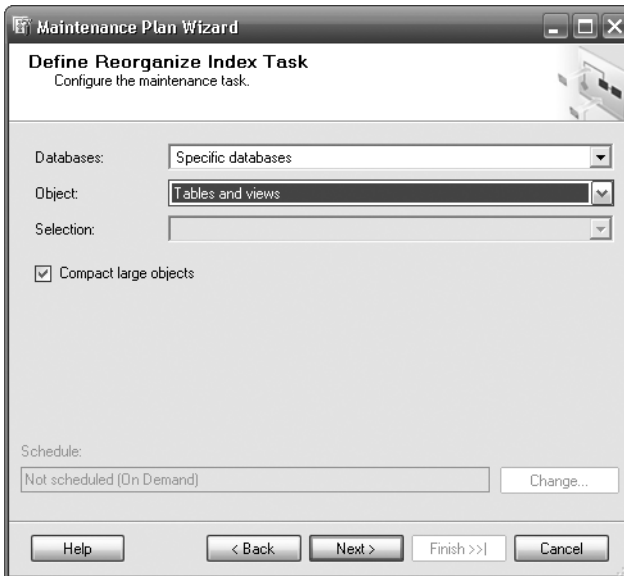 Maintenance Plan Wizard
Define Reorganize Index Task
Configure the maintenance task.
Databases: Specific databases
Object: Tables and views
Selection:
Compact large objects
Schedule:
Not scheduled (On Demand) Change...
Help < Back Next > Finish >>| Cancel